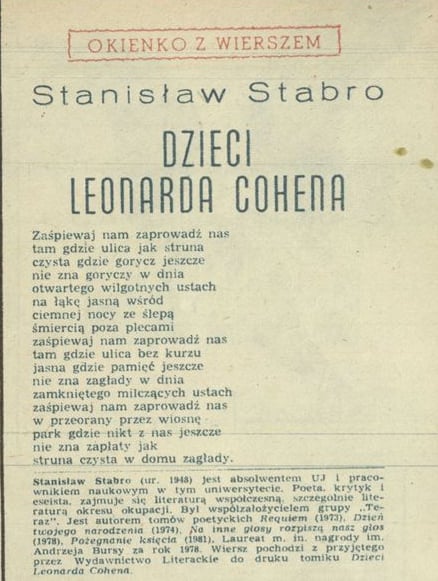 OKIENKO Z WIERSZEM
Stanisław Stabro
DZIECI
LEONARDA COHENA
Zaśpiewaj nam zaprowadź nas
tam gdzie ulica jak struna
czysta gdzie gorycz jeszcze
nie zna goryczy w dnia
otwartego wilgotnych ustach
na łąkę jasną wśród
ciemnej nocy ze ślepą
śmiercią poza plecami
zaśpiewaj nam zaprowadź nas
tam gdzie ulica bez kurzu
jasna gdzie pamięć jeszcze
nie zna zagłady w dnia
zamkniętego milczących ustach
zaśpiewaj nam zaprowadź nas
w przeorany przez wiosnę
park gdzie nikt z nas jeszcze
nie zna zapłaty jak
struna czysta w domu zagłady.
Stanisław Stabro (ur. 1948) jest absolwentem UJ i praco-
wnikiem naukowym w tym uniwersytecie. Poeta, krytyk i
eseista, zajmuje się literaturą współczesną, szczególnie lite-
raturą okresu okupacji. Był współzałożycielem grupy „Te-
raz”. Jest autorem tomów poetyckich Requiem (1973), Dzień
twojego narodzenia (1974), Na inne głosy rozpiszą nasz głos
(1978), Pożegnanie księcia (1981). Laureat m. in. nagrody im.
Andrzeja Bursy za rok 1978. Wiersz pochodzi z przyjętego
przez Wydawnictwo Literackie do druku tomiku Dzieci
Leonarda Cohena.